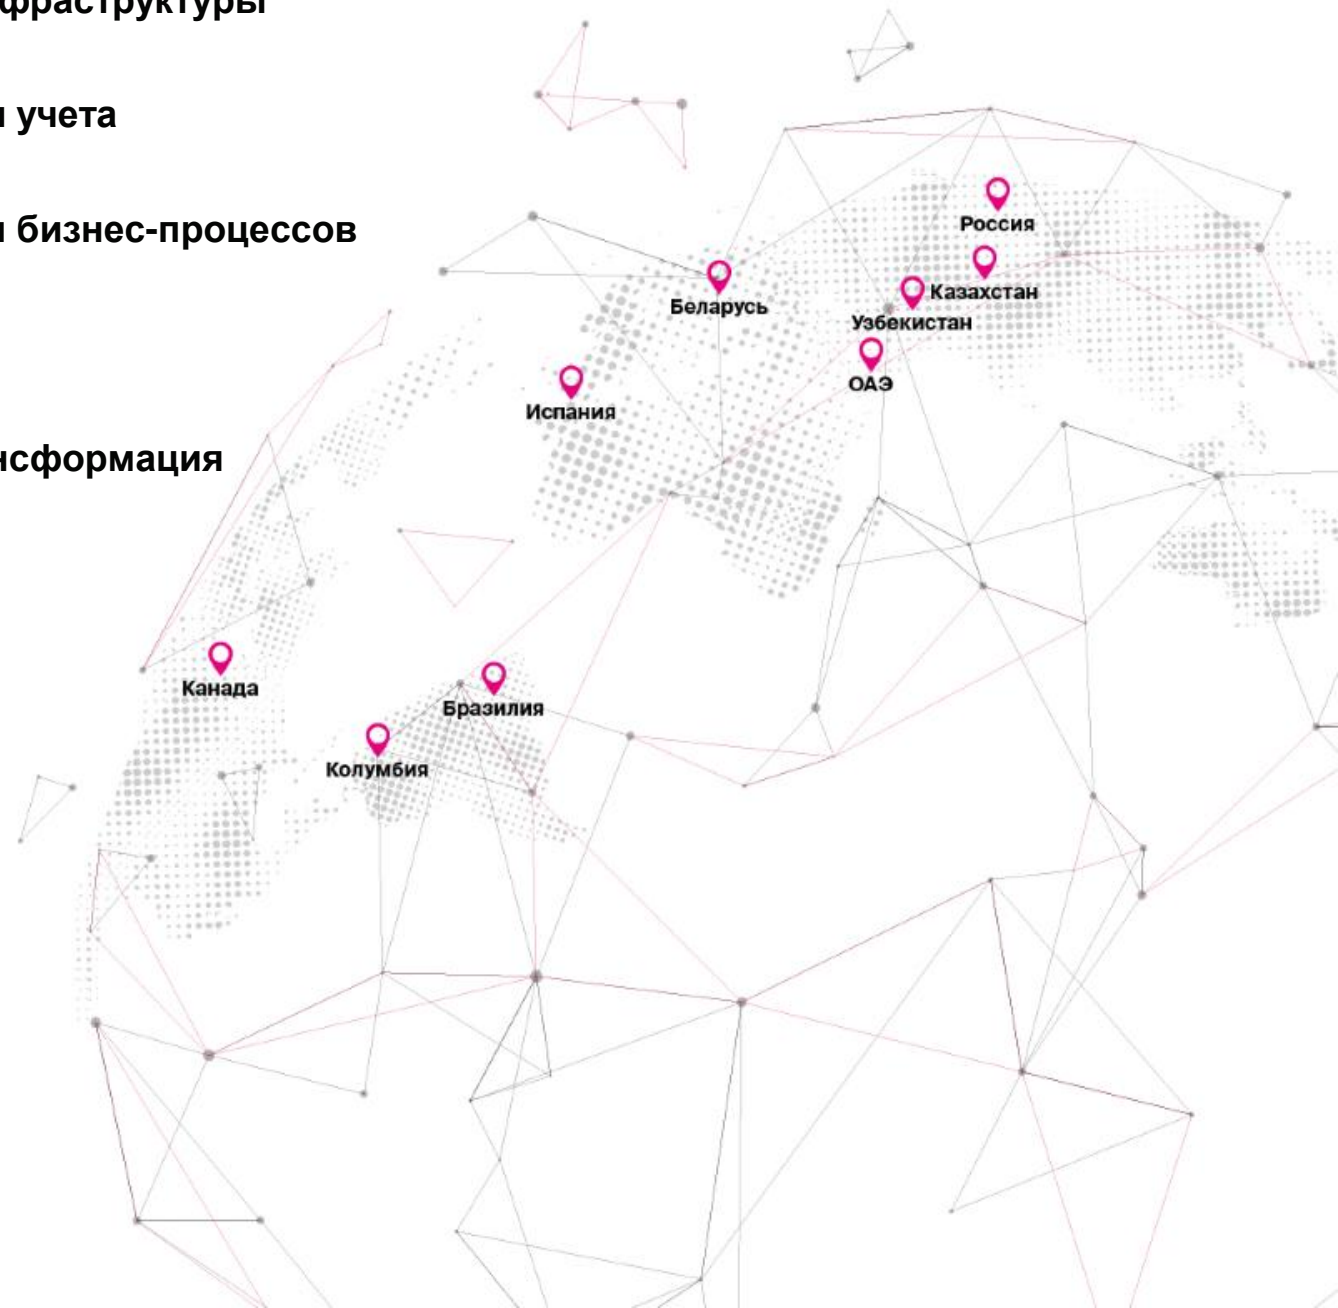 фраструктуры
и учета
и бизнес-процессов
Россия
Казахстан
Беларусь
Узбекистан
ОАЭ
Испания
нсформация
Канада
Бразилия
Колумбия